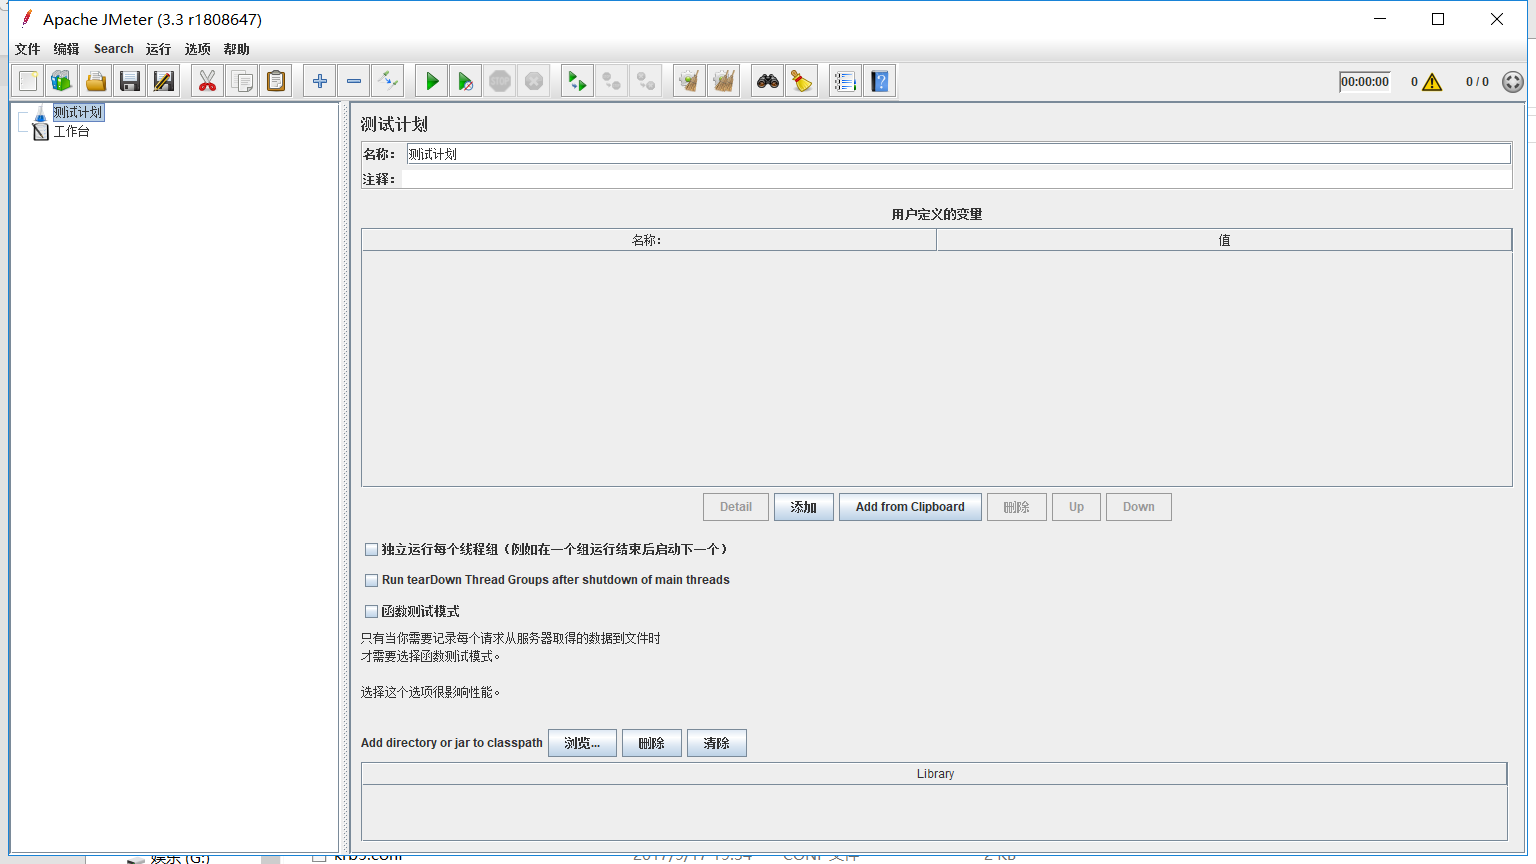 Apache JMeter (3.3 r1808647)
文件 编辑 Search 运行 选项 帮助
00:00:00 0 0 / 0
测试计划
工作台
测试计划
名称： 测试计划
注释：
用户定义的变量
名称： 值
Detail 添加 Add from Clipboard 删除 Up Down
独立运行每个线程组（例如在一个组运行结束后启动下一个）
Run tearDown Thread Groups after shutdown of main threads
函数测试模式
只有当你需要记录每个请求从服务器取得的数据到文件时
才需要选择函数测试模式。
选择这个选项很影响性能。
Add directory or jar to classpath 浏览... 删除 清除
Library
娱乐 (G:) krb5.conf